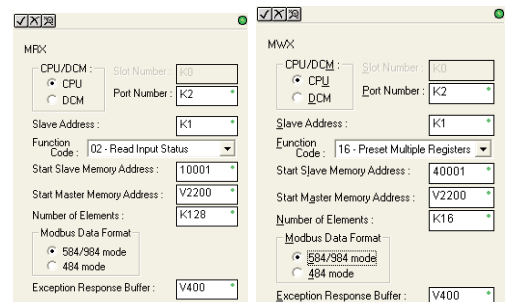 MRX
CPU/DCM :
CPU
DCM
Slot Number : K0
Port Number : K2
Slave Address : K1
Function Code : 02 - Read Input Status
Start Slave Memory Address : 10001
Start Master Memory Address : V2200
Number of Elements : K128
Modbus Data Format
584/984 mode
484 mode
Exception Response Buffer : V400
MWX
CPU/DCM :
CPU
DCM
Slot Number : K0
Port Number : K2
Slave Address : K1
Function Code : 16 - Preset Multiple Registers
Start Slave Memory Address : 40001
Start Master Memory Address : V2200
Number of Elements : K16
Modbus Data Format
584/984 mode
484 mode
Exception Response Buffer : V400